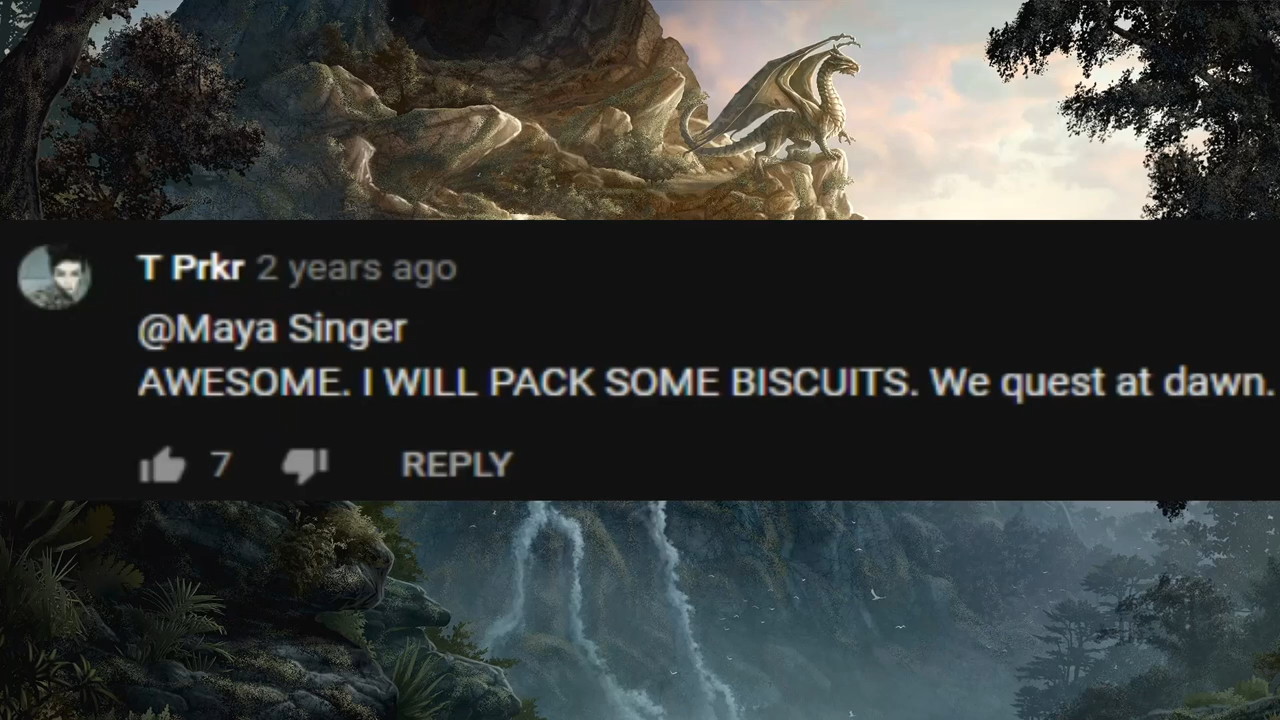 T Prkr 2 years ago
@Maya Singer
AWESOME. I WILL PACK SOME BISCUITS. We quest at dawn.
7 REPLY